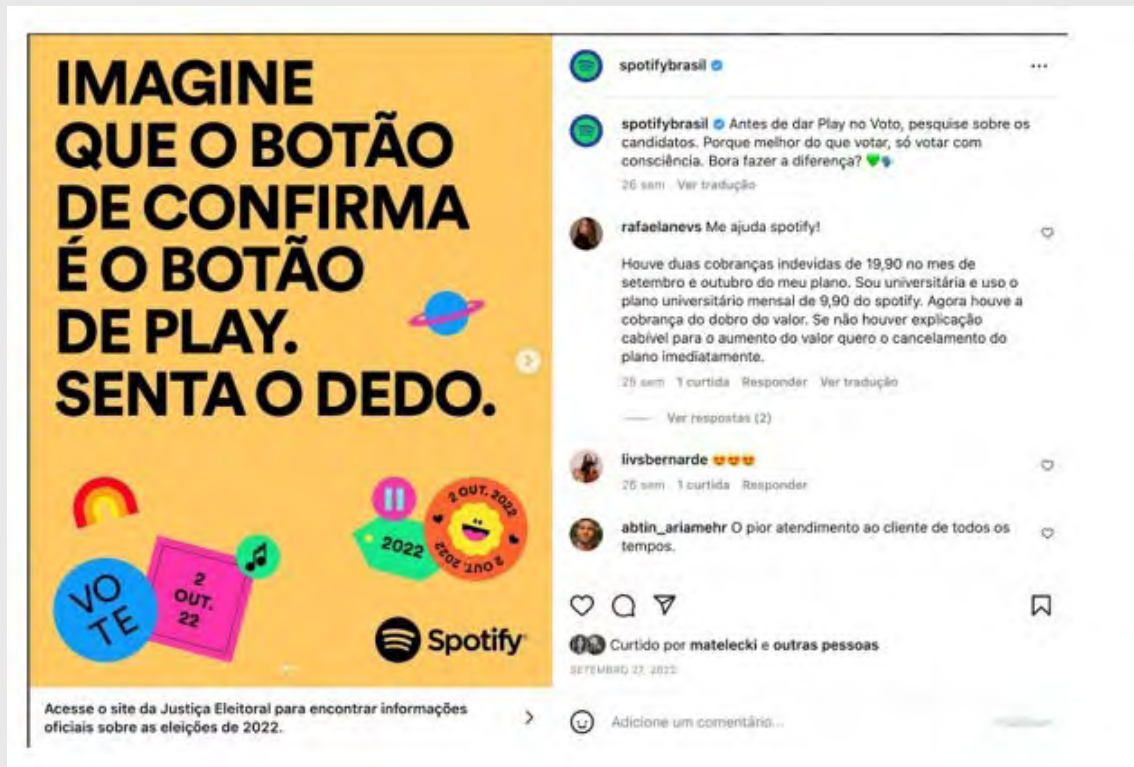 IMAGINE
QUE O BOTÃO
DE CONFIRMA
É O BOTÃO
DE PLAY.
SENTA O DEDO.
VO
TE
2
OUT.
22
2022
2 OUT. 2022
2 OUT. 2022
Spotify
Acesse o site da Justiça Eleitoral para encontrar informações
oficiais sobre as eleições de 2022.
spotifybrasil
spotifybrasil Antes de dar Play no Voto, pesquise sobre os
candidatos. Porque melhor do que votar, só votar com
consciência. Bora fazer a diferença? 💚🗣️
26 sem Ver tradução
rafaelanevs Me ajuda spotify!
Houve duas cobranças indevidas de 19,90 no mes de
setembro e outubro do meu plano. Sou universitária e uso o
plano universitário mensal de 9,90 do spotify. Agora houve a
cobrança do dobro do valor. Se não houver explicação
cabível para o aumento do valor quero o cancelamento do
plano imediatamente.
25 sem 1 curtida Responder Ver tradução
Ver respostas (2)
livsbernarde 😍😍😍
26 sem 1 curtida Responder
abtin_ariamehr O pior atendimento ao cliente de todos os
tempos.
Curtido por matelecki e outras pessoas
SETEMBRO 27, 2022
Adicione um comentário...